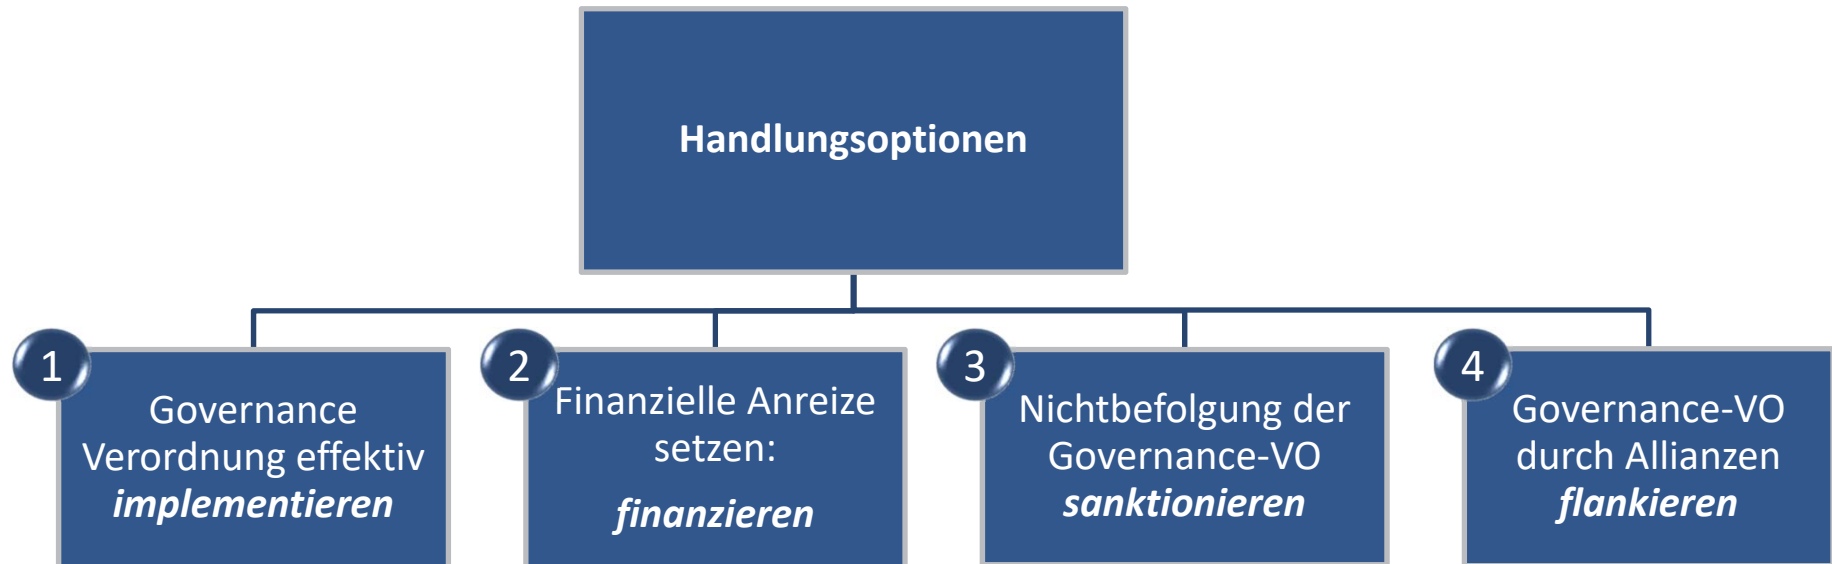 Handlungsoptionen
1
Governance
Verordnung effektiv
implementieren
2
Finanzielle Anreize
setzen:
finanzieren
3
Nichtbefolgung der
Governance-VO
sanktionieren
4
Governance-VO
durch Allianzen
flankieren